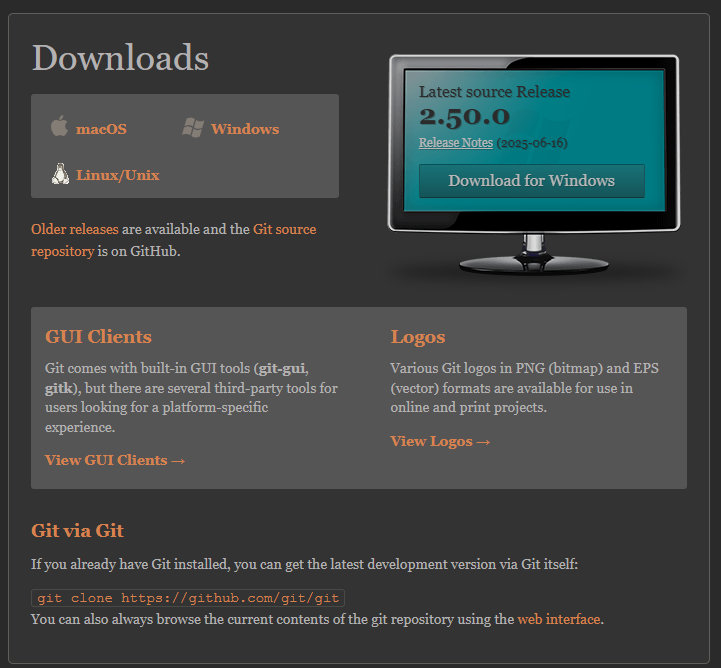 Downloads
macOS
Windows
Linux/Unix
Older releases are available and the Git source
repository is on GitHub.
Latest source Release
2.50.0
Release Notes (2025-06-16)
Download for Windows
GUI Clients
Git comes with built-in GUI tools (git-gui,
gitk), but there are several third-party tools for
users looking for a platform-specific
experience.
View GUI Clients →
Logos
Various Git logos in PNG (bitmap) and EPS
(vector) formats are available for use in
online and print projects.
View Logos →
Git via Git
If you already have Git installed, you can get the latest development version via Git itself:
git clone https://github.com/git/git
You can also always browse the current contents of the git repository using the web interface.